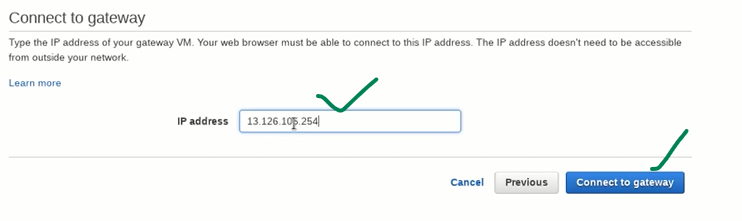 Connect to gateway
Type the IP address of your gateway VM. Your web browser must be able to connect to this IP address. The IP address doesn't need to be accessible
from outside your network.
Learn more
IP address 13.126.105.254
Cancel Previous Connect to gateway